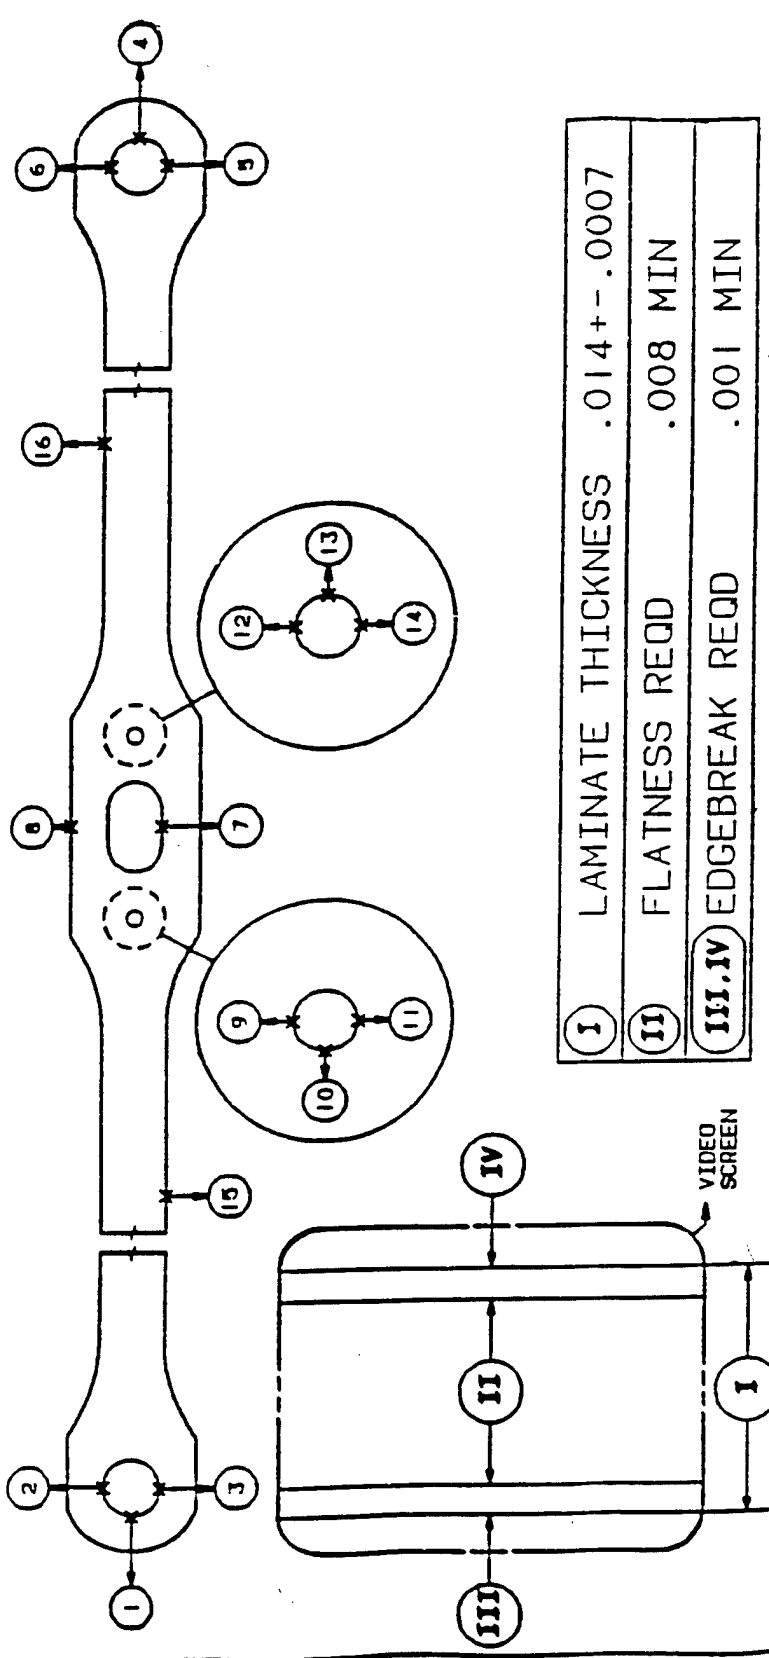 2
1
3
15
9
10
11
8
7
12
13
14
16
6
4
5
III
II
IV
I
VIDEO
SCREEN
I LAMINATE THICKNESS .014+-.0007
II FLATNESS REQD .008 MIN
III,IV EDGEBREAK REQD .001 MIN